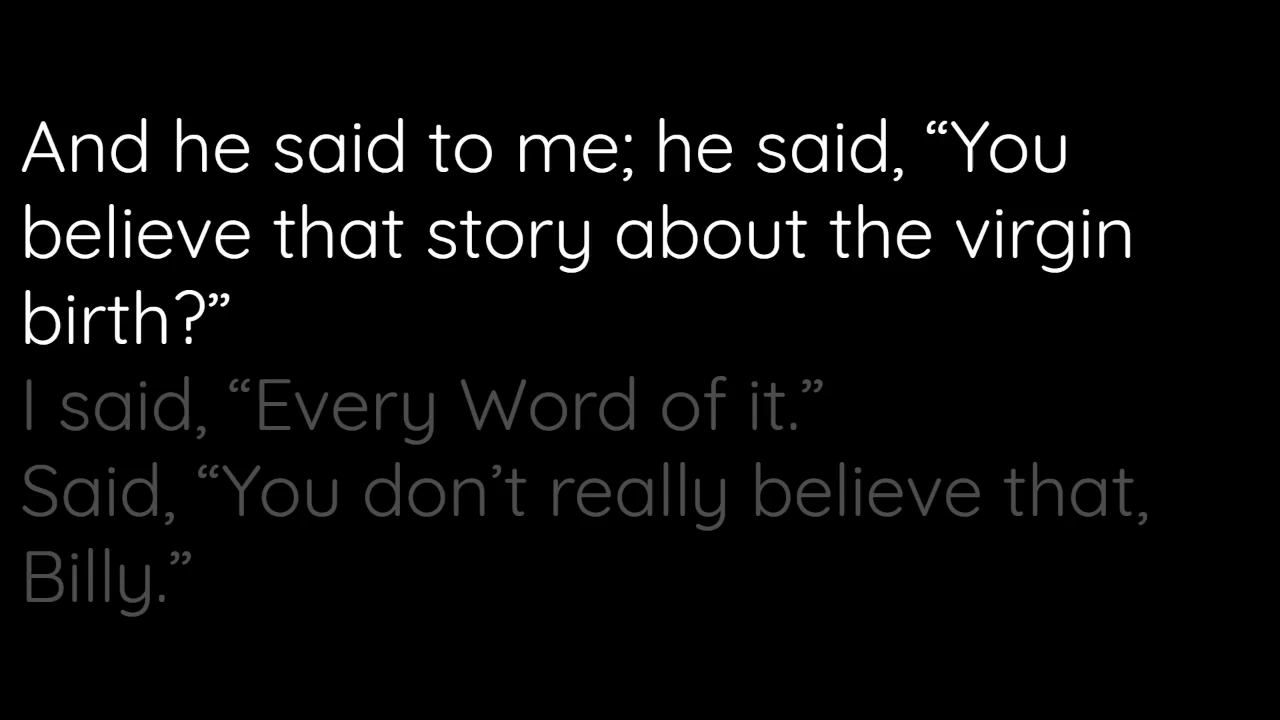 And he said to me; he said, “You
believe that story about the virgin
birth?”
I said, “Every Word of it.”
Said, “You don’t really believe that,
Billy.”